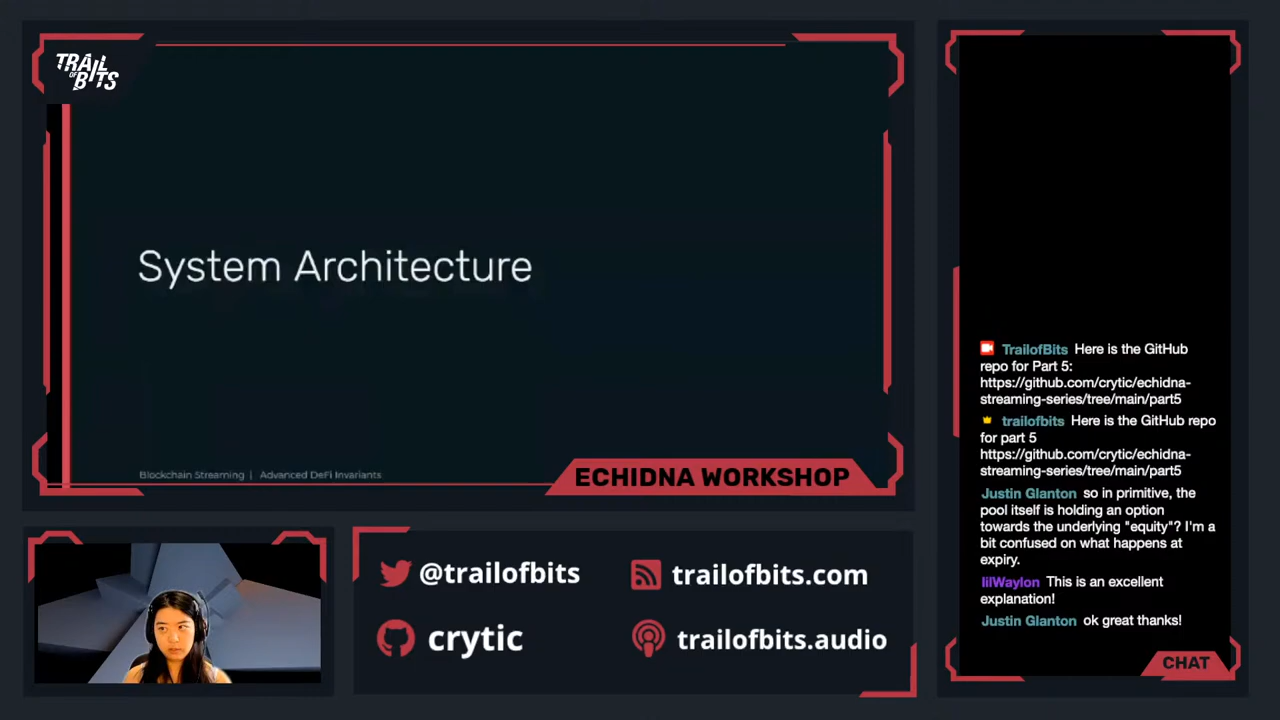 TRAIL
OF
BITS
System Architecture
Blockchain Streaming | Advanced DeFi Invariants
ECHIDNA WORKSHOP
@trailofbits
trailofbits.com
crytic
trailofbits.audio
TrailofBits Here is the GitHub
repo for Part 5:
https://github.com/crytic/echidna-
streaming-series/tree/main/part5
trailofbits Here is the GitHub repo
for part 5
https://github.com/crytic/echidna-
streaming-series/tree/main/part5
Justin Glanton so in primitive, the
pool itself is holding an option
towards the underlying "equity"? I'm a
bit confused on what happens at
expiry.
lilWaylon This is an excellent
explanation!
Justin Glanton ok great thanks!
CHAT